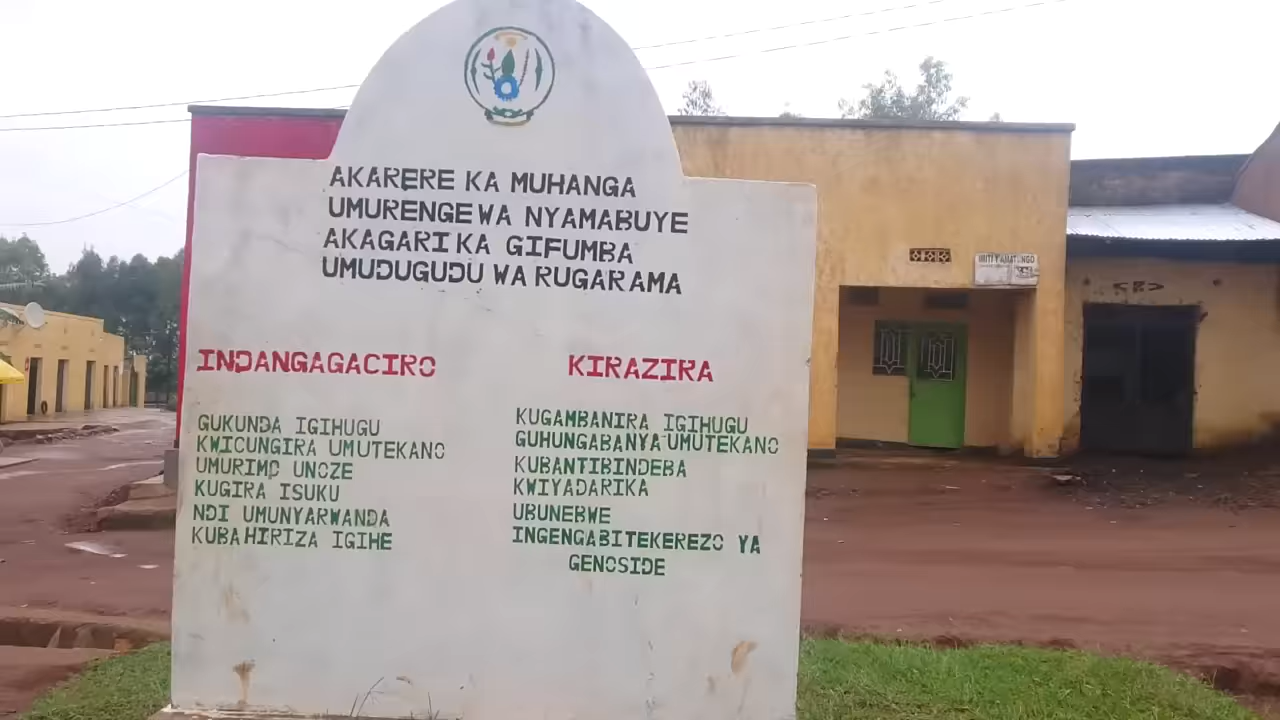 AKARERE KA MUHANGA
UMURENGE WA NYAMABUYE
AKAGARI KA GIFUMBA
UMUDUGUDU WA RUGARAMA
INDANGAGACIRO
GUKUNDA IGIHUGU
KWICUNGIRA UMUTEKANO
UMURIMO UNOZE
KUGIRA ISUKU
NDI UMUNYARWANDA
KUBAHIRIZA IGIHE
KIRAZIRA
KUGAMBANIRA IGIHUGU
GUHUNGABANYA UMUTEKANO
KUBANTIBINDEBA
KWIYADARIKA
UBUNEBWE
INGENGABITEKEREZO YA
GENOSIDE